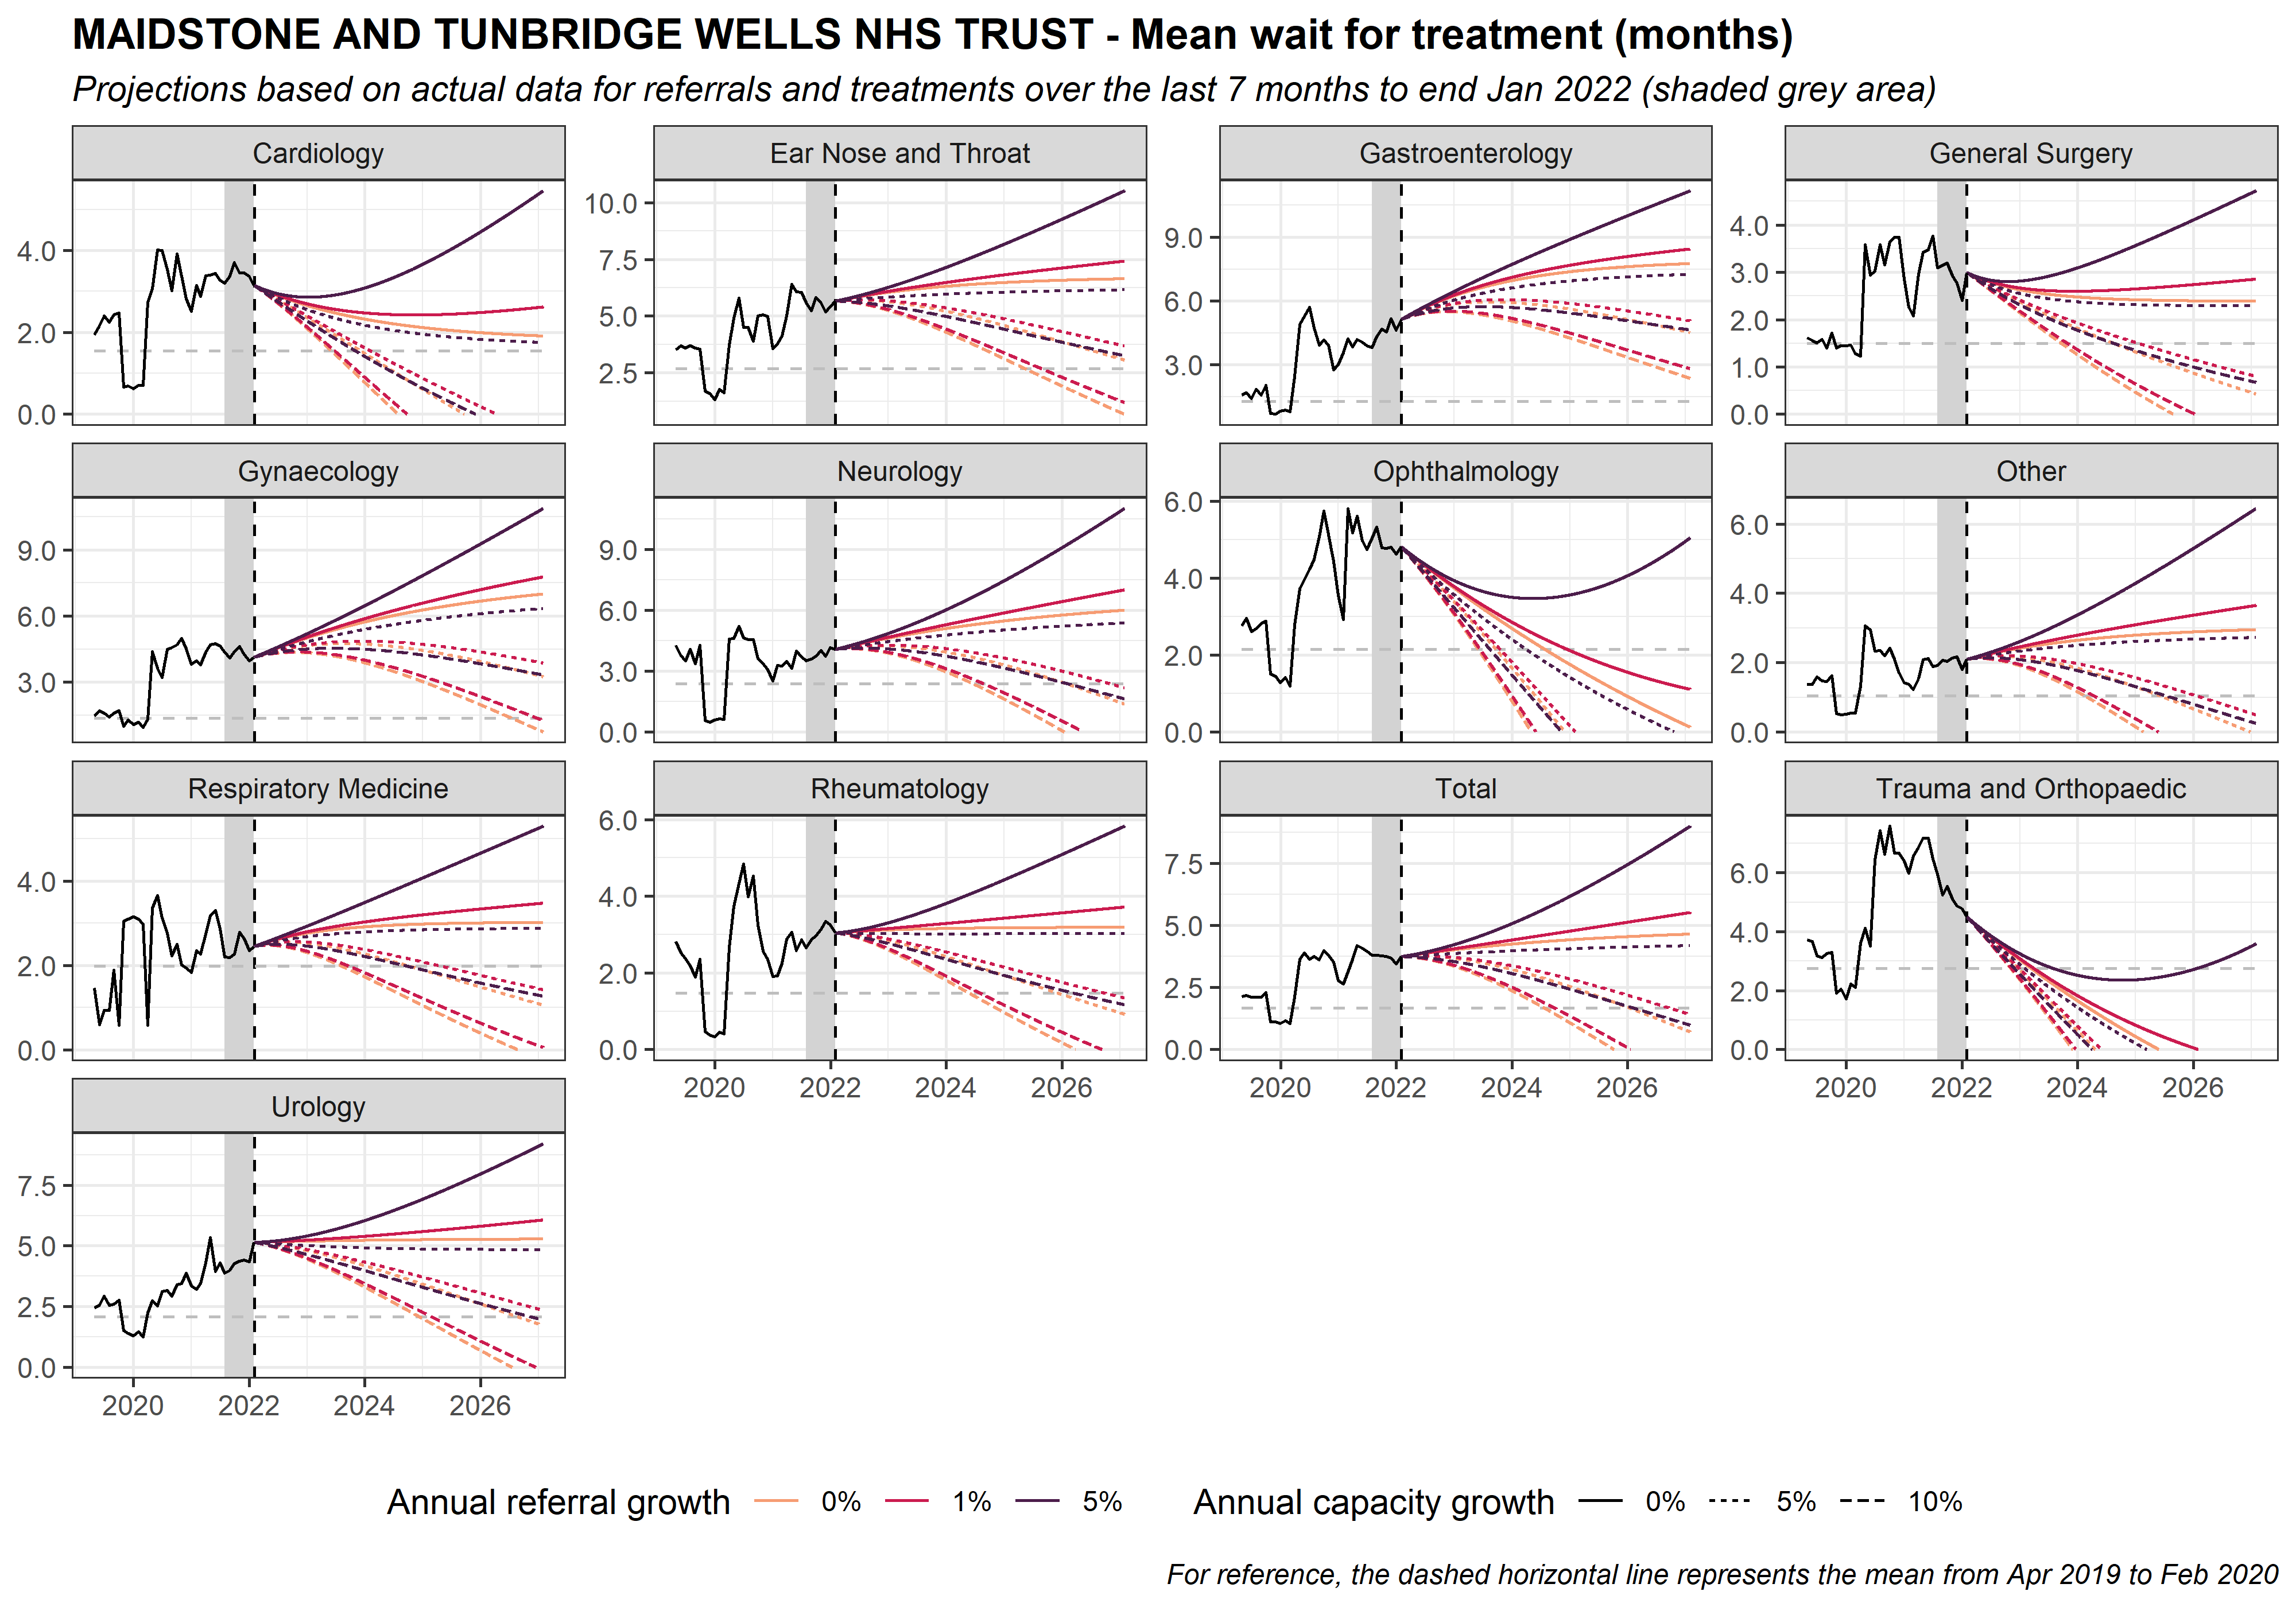 MAIDSTONE AND TUNBRIDGE WELLS NHS TRUST - Mean wait for treatment (months)
Projections based on actual data for referrals and treatments over the last 7 months to end Jan 2022 (shaded grey area)
Cardiology
4.0
2.0
0.0
Ear Nose and Throat
10.0
7.5
5.0
2.5
Gastroenterology
9.0
6.0
3.0
General Surgery
4.0
3.0
2.0
1.0
0.0
Gynaecology
9.0
6.0
3.0
Neurology
9.0
6.0
3.0
0.0
Ophthalmology
6.0
4.0
2.0
0.0
Other
6.0
4.0
2.0
0.0
Respiratory Medicine
4.0
2.0
0.0
Rheumatology
6.0
4.0
2.0
0.0
2020 2022 2024 2026
Total
7.5
5.0
2.5
0.0
2020 2022 2024 2026
Trauma and Orthopaedic
6.0
4.0
2.0
0.0
2020 2022 2024 2026
Urology
7.5
5.0
2.5
0.0
2020 2022 2024 2026
Annual referral growth 0% 1% 5% Annual capacity growth 0% 5% 10%
For reference, the dashed horizontal line represents the mean from Apr 2019 to Feb 2020